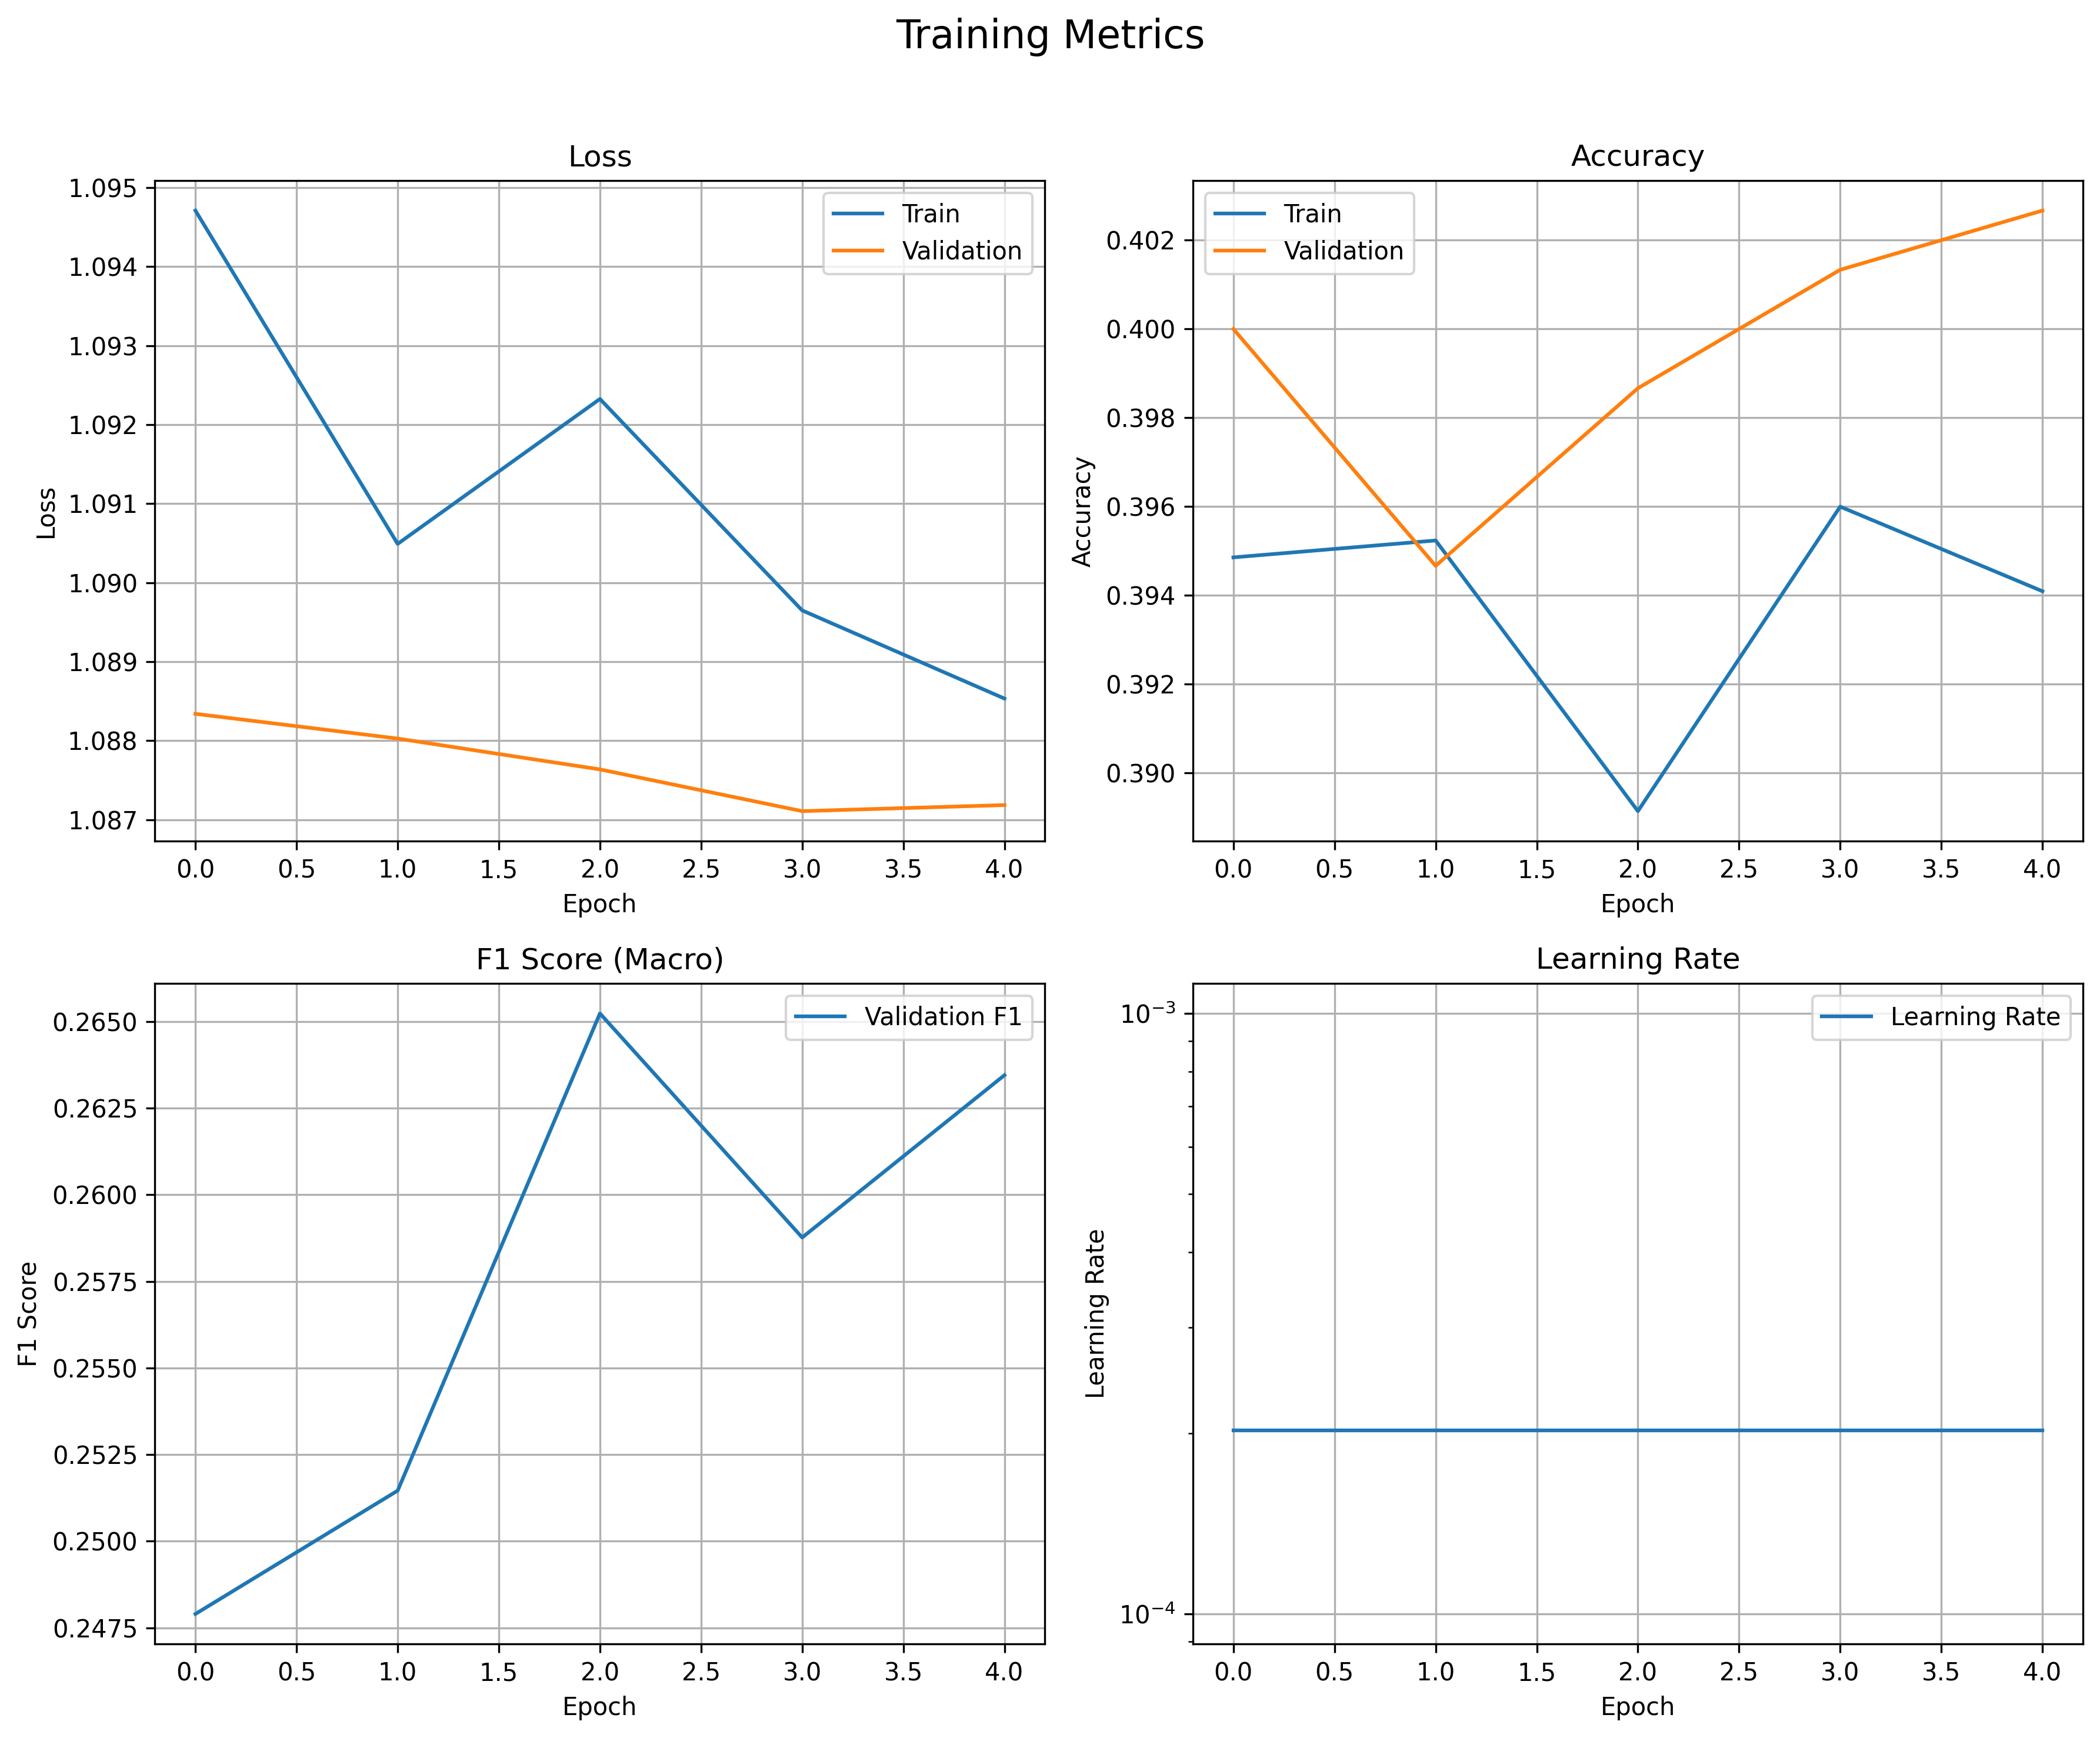 Training Metrics
Loss
1.095
1.094
1.093
1.092
1.091
1.090
1.089
1.088
1.087
Loss
Train
Validation
0.0 0.5 1.0 1.5 2.0 2.5 3.0 3.5 4.0
Epoch
Accuracy
0.402
0.400
0.398
0.396
0.394
0.392
0.390
Accuracy
Train
Validation
0.0 0.5 1.0 1.5 2.0 2.5 3.0 3.5 4.0
Epoch
F1 Score (Macro)
0.2650
0.2625
0.2600
0.2575
0.2550
0.2525
0.2500
0.2475
F1 Score
Validation F1
0.0 0.5 1.0 1.5 2.0 2.5 3.0 3.5 4.0
Epoch
Learning Rate
10⁻³
10⁻⁴
Learning Rate
Learning Rate
0.0 0.5 1.0 1.5 2.0 2.5 3.0 3.5 4.0
Epoch